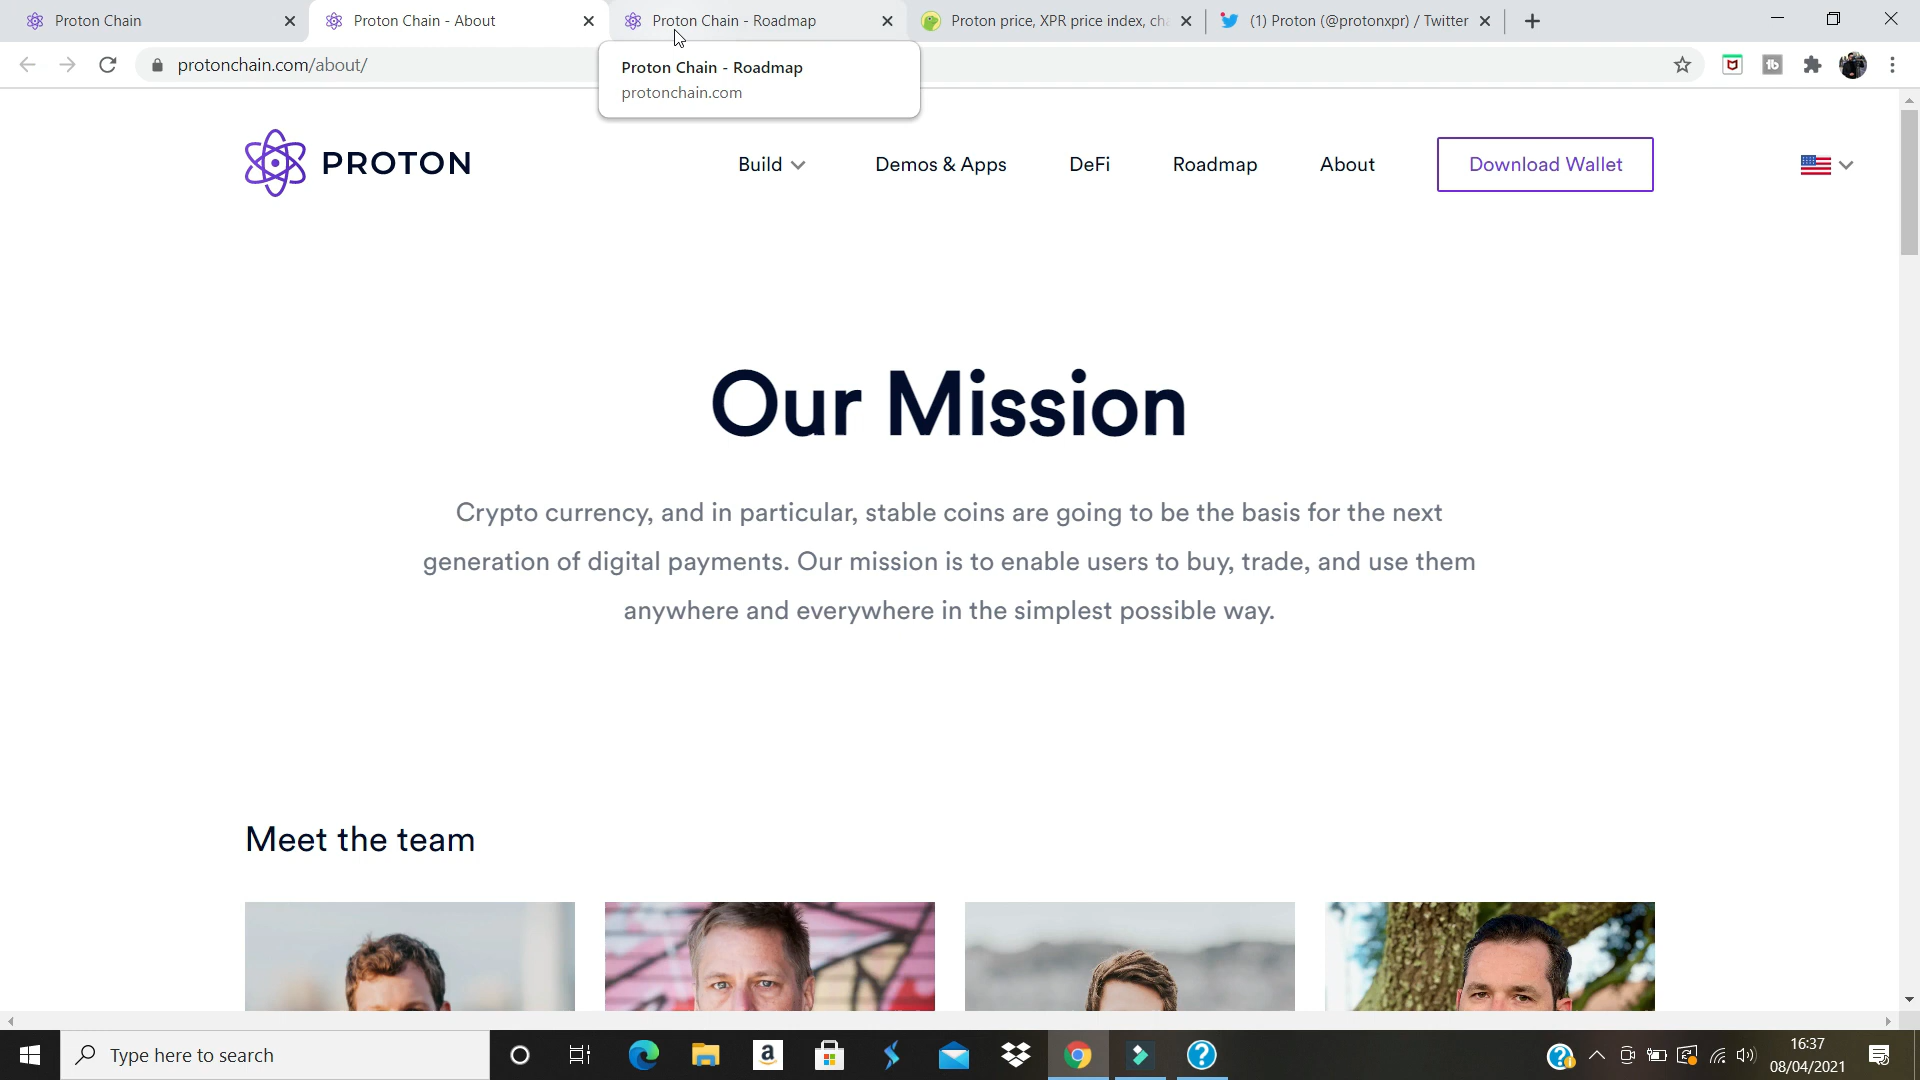 Proton Chain
Proton Chain - About
Proton Chain - Roadmap
Proton price, XPR price index, ch
(1) Proton (@protonxpr) / Twitter
protonchain.com/about/
Proton Chain - Roadmap
protonchain.com
PROTON
Build
Demos & Apps
DeFi
Roadmap
About
Download Wallet
Our Mission
Crypto currency, and in particular, stable coins are going to be the basis for the next
generation of digital payments. Our mission is to enable users to buy, trade, and use them
anywhere and everywhere in the simplest possible way.
Meet the team
Type here to search
16:37
08/04/2021